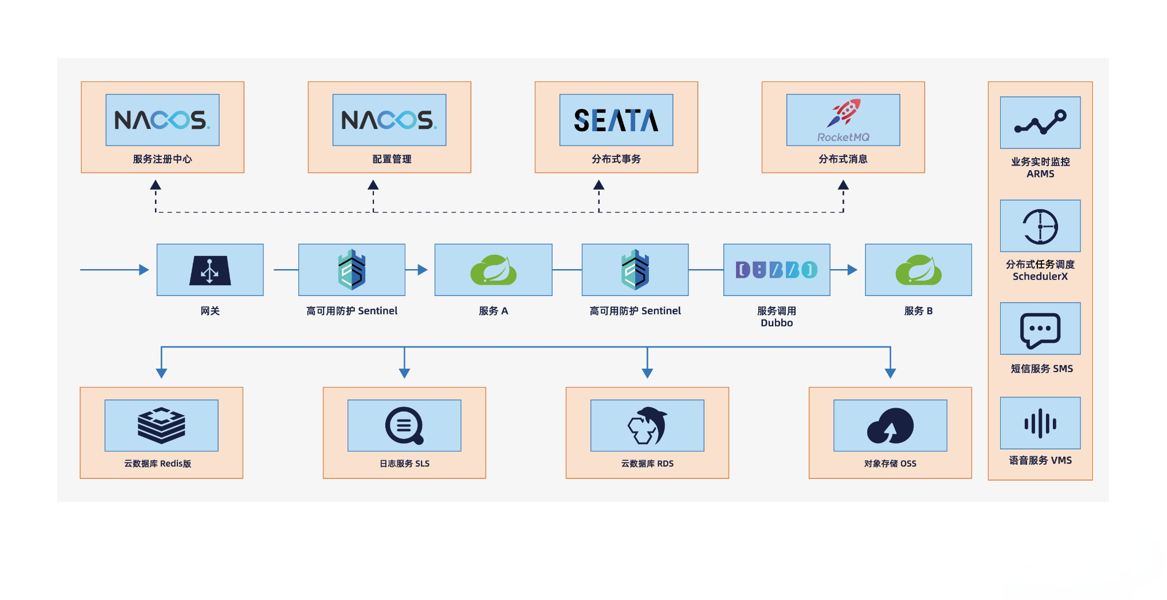 NACOS.
服务注册中心
NACOS.
配置管理
SEATA
分布式事务
RocketMQ
分布式消息
业务实时监控
ARMS
分布式任务调度
SchedulerX
短信服务 SMS
语音服务 VMS
网关
高可用防护 Sentinel
服务 A
高可用防护 Sentinel
DUBBO
服务调用
Dubbo
服务 B
云数据库 Redis版
日志服务 SLS
云数据库 RDS
对象存储 OSS